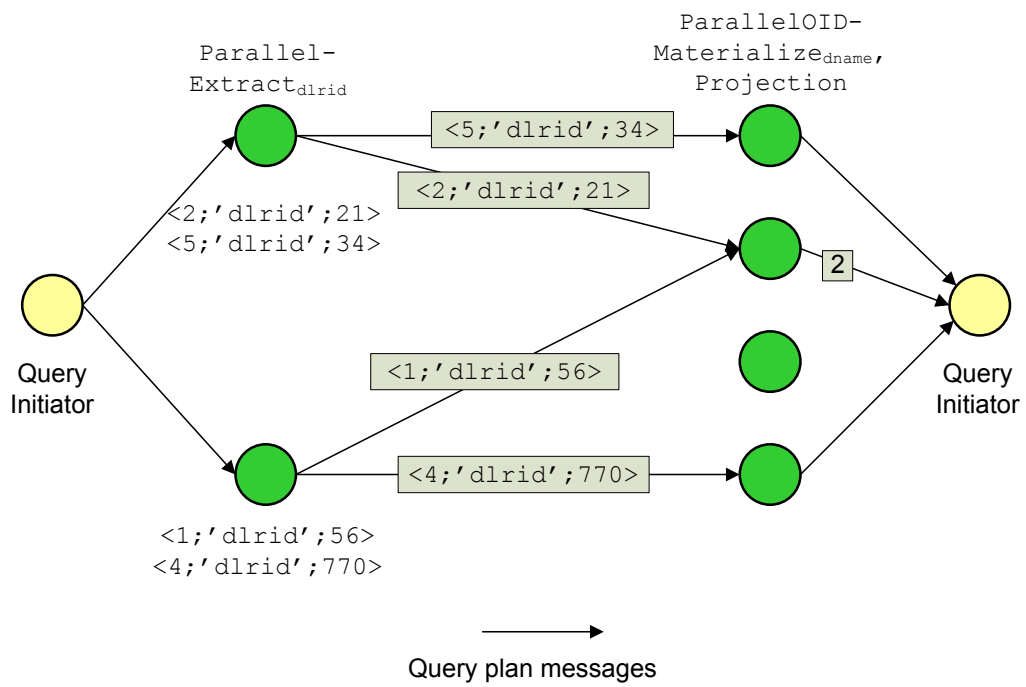 Parallel-
Extractdlrid
ParallelOID-
Materializedname,
Projection
<5;'dlrid';34>
<2;'dlrid';21>
<2;'dlrid';21>
<5;'dlrid';34>
2
Query
Initiator
<1;'dlrid';56>
Query
Initiator
<4;'dlrid';770>
<1;'dlrid';56>
<4;'dlrid';770>
Query plan messages